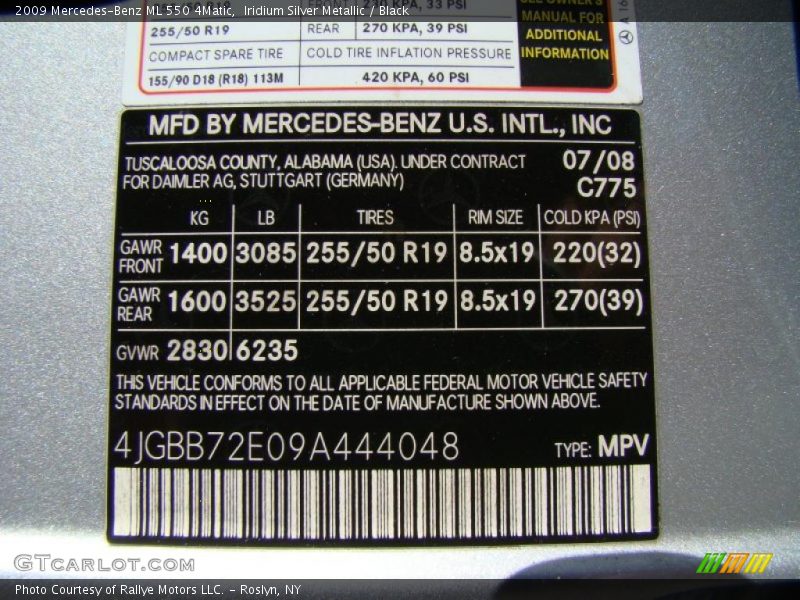 2009 Mercedes-Benz ML 550 4Matic,  Iridium Silver Metallic / Black
33 PSI
SEE OWNER'S
255/50 R19 REAR 270 KPA, 39 PSI MANUAL FOR
ADDITIONAL
COMPACT SPARE TIRE COLD TIRE INFLATION PRESSURE INFORMATION
155/90 D18 (R18) 113M 420 KPA, 60 PSI
MFD BY MERCEDES-BENZ U.S. INTL., INC
TUSCALOOSA COUNTY, ALABAMA (USA). UNDER CONTRACT 07/08
FOR DAIMLER AG, STUTTGART (GERMANY) C775
KG LB TIRES RIM SIZE COLD KPA (PSI)
GAWR FRONT 1400 3085 255/50 R19 8.5x19 220(32)
GAWR REAR 1600 3525 255/50 R19 8.5x19 270(39)
GVWR 2830 6235
THIS VEHICLE CONFORMS TO ALL APPLICABLE FEDERAL MOTOR VEHICLE SAFETY
STANDARDS IN EFFECT ON THE DATE OF MANUFACTURE SHOWN ABOVE.
4JGBB72E09A444048 TYPE: MPV
GTCARLOT.COM
Photo Courtesy of Rallye Motors LLC. - Roslyn, NY